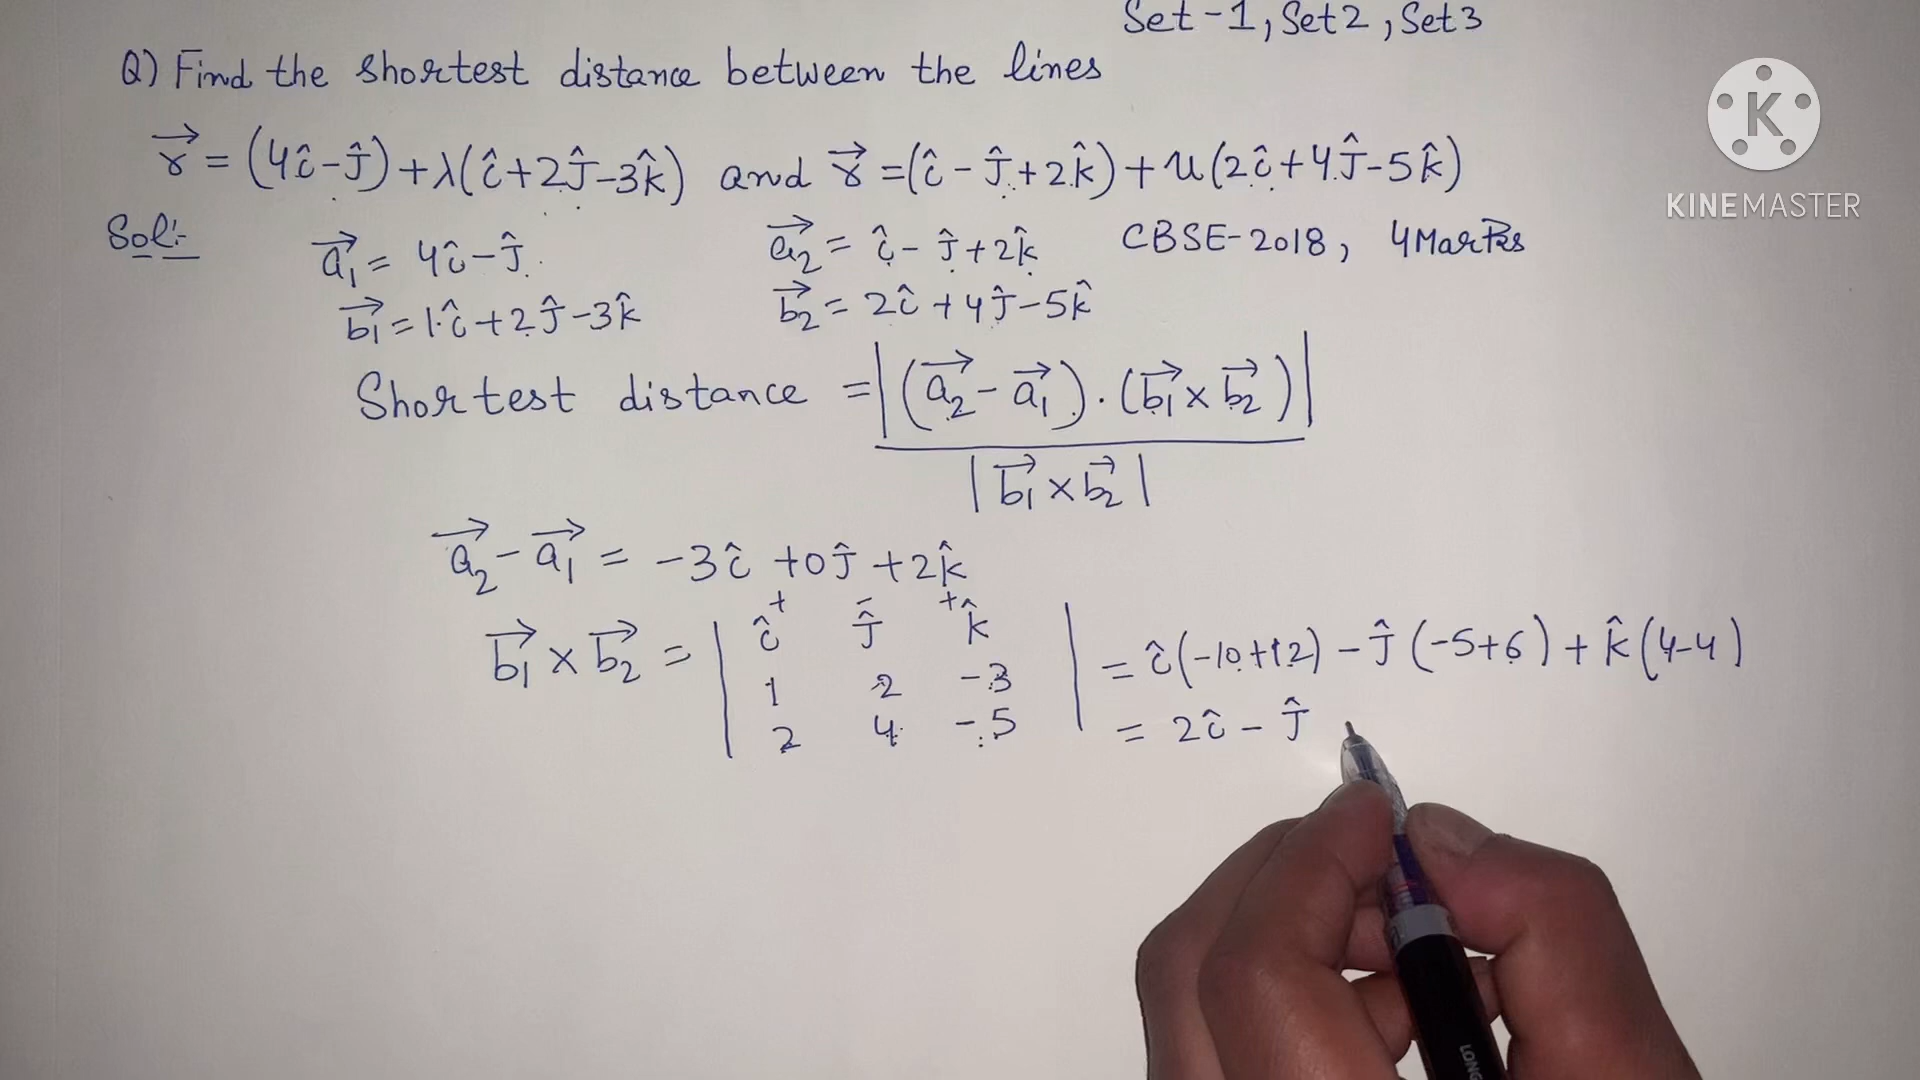 Set-1, Set2, Set3
Q) Find the shortest distance between the lines
r⃗ = (4î-ĵ)+λ(î+2ĵ-3k̂) and r⃗ =(î-ĵ+2k̂)+u(2î+4ĵ-5k̂)
K
KINEMASTER
Sol:-
a⃗₁= 4î-ĵ
a⃗₂= î-ĵ+2k̂
CBSE-2018, 4Marks
b⃗₁=1.î+2ĵ-3k̂
b⃗₂= 2î+4ĵ-5k̂
Shortest distance =|(a⃗₂-a⃗₁).(b⃗₁×b⃗₂)|
|b⃗₁×b⃗₂|
a⃗₂-a⃗₁= -3î+0ĵ+2k̂
+ - +
b⃗₁×b⃗₂= | î ĵ k̂ | = î(-10+12)-ĵ(-5+6)+k̂(4-4)
1 2 -3
2 4 -5
= 2î-ĵ
LONG